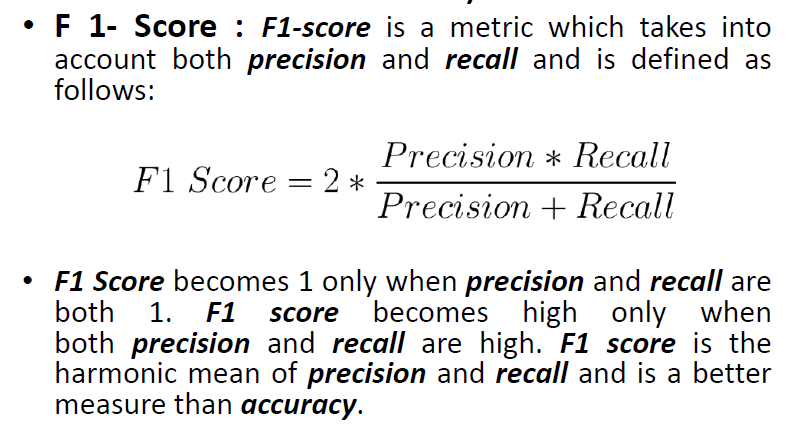 • F 1- Score : F1-score is a metric which takes into
account both precision and recall and is defined as
follows:
F1 Score = 2 * Precision * Recall / Precision + Recall
• F1 Score becomes 1 only when precision and recall are
both 1. F1 score becomes high only when
both precision and recall are high. F1 score is the
harmonic mean of precision and recall and is a better
measure than accuracy.